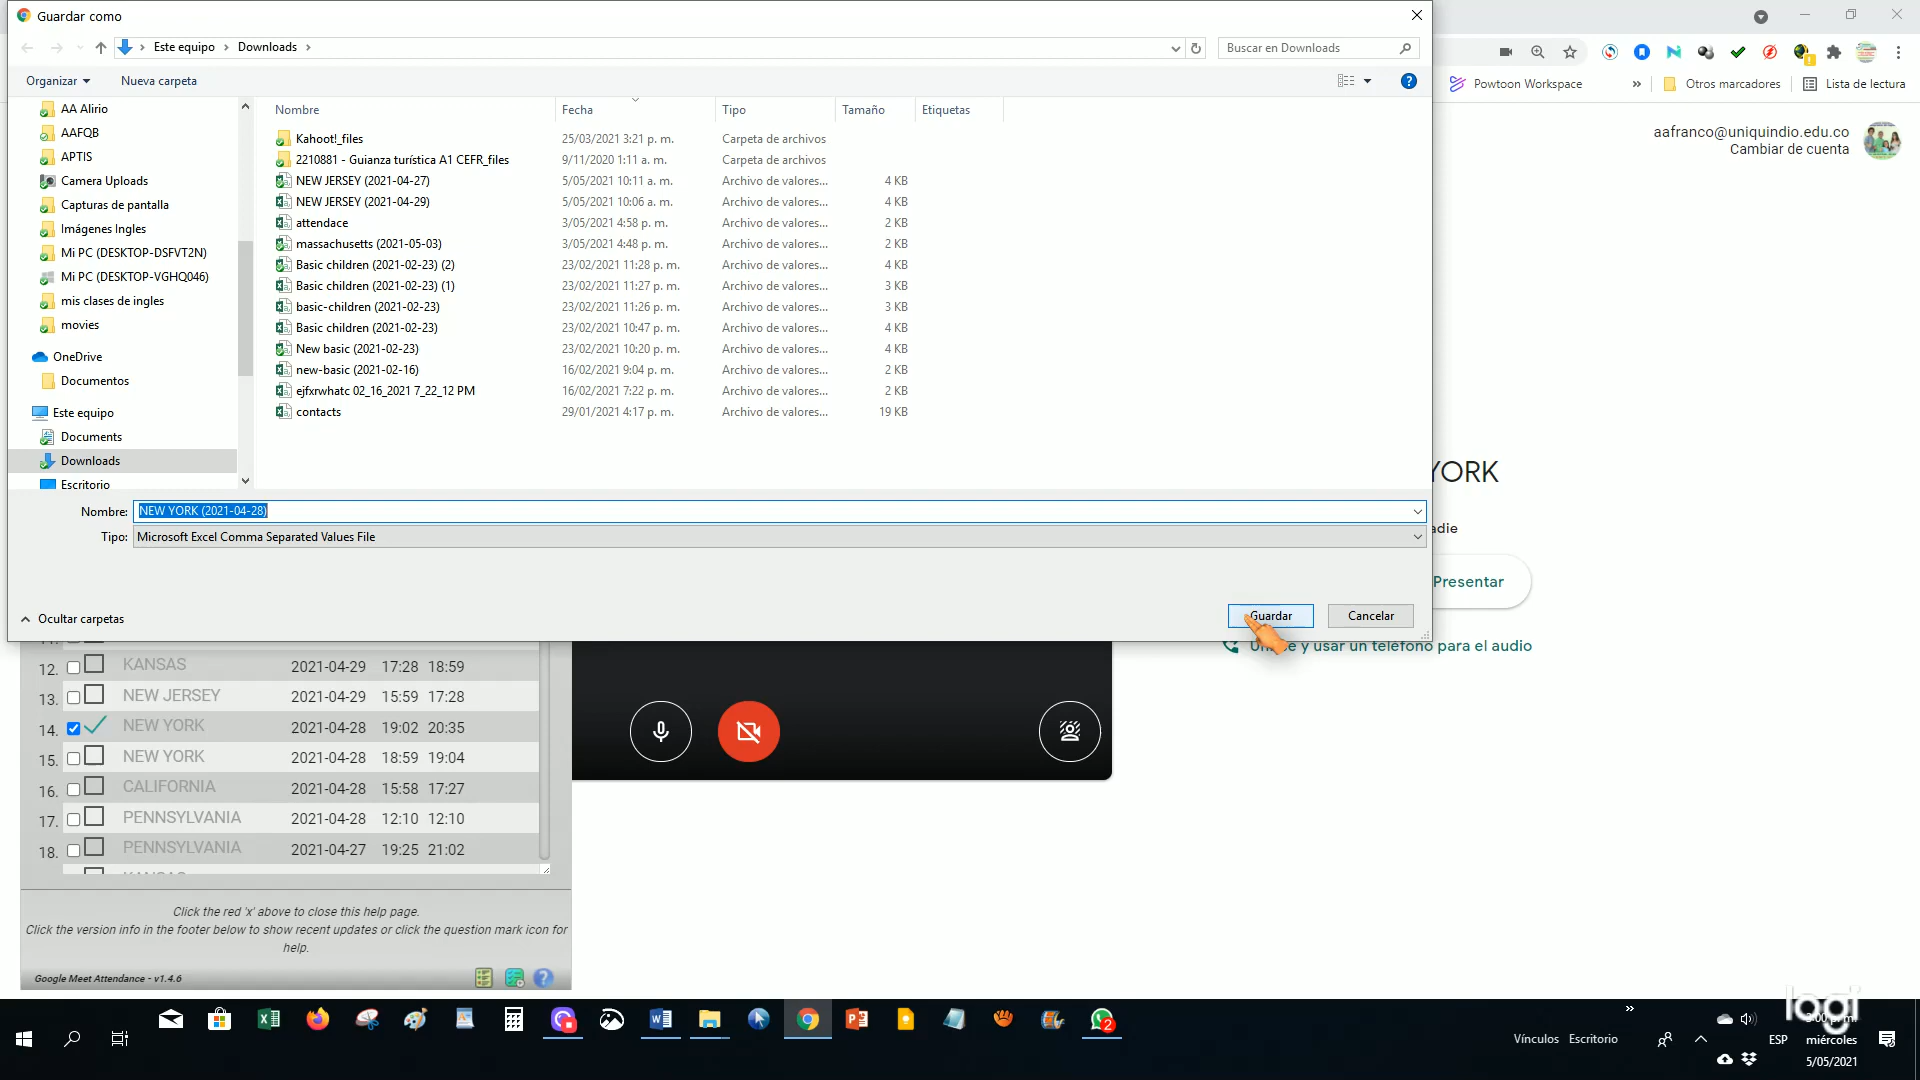 Guardar como
Este equipo > Downloads >
Buscar en Downloads
Organizar
Nueva carpeta
Powtoon Workspace
»
Otros marcadores
Lista de lectura
AA Alirio
AAFQB
APTIS
Camera Uploads
Capturas de pantalla
Imágenes Ingles
Mi PC (DESKTOP-DSFVT2N)
Mi PC (DESKTOP-VGHQ046)
mis clases de ingles
movies
OneDrive
Documentos
Este equipo
Documents
Downloads
Escritorio
Nombre Fecha Tipo Tamaño Etiquetas
Kahoot!_files 25/03/2021 3:21 p. m. Carpeta de archivos
2210881 - Guianza turística A1 CEFR_files 9/11/2020 1:11 a. m. Carpeta de archivos
NEW JERSEY (2021-04-27) 5/05/2021 10:11 a. m. Archivo de valores... 4 KB
NEW JERSEY (2021-04-29) 5/05/2021 10:06 a. m. Archivo de valores... 4 KB
attendace 3/05/2021 4:58 p. m. Archivo de valores... 2 KB
massachusetts (2021-05-03) 3/05/2021 4:48 p. m. Archivo de valores... 2 KB
Basic children (2021-02-23) (2) 23/02/2021 11:28 p. m. Archivo de valores... 4 KB
Basic children (2021-02-23) (1) 23/02/2021 11:27 p. m. Archivo de valores... 3 KB
basic-children (2021-02-23) 23/02/2021 11:26 p. m. Archivo de valores... 3 KB
Basic children (2021-02-23) 23/02/2021 10:47 p. m. Archivo de valores... 4 KB
New basic (2021-02-23) 23/02/2021 10:20 p. m. Archivo de valores... 4 KB
new-basic (2021-02-16) 16/02/2021 9:04 p. m. Archivo de valores... 2 KB
ejfxrwhatc 02_16_2021 7_22_12 PM 16/02/2021 7:22 p. m. Archivo de valores... 2 KB
contacts 29/01/2021 4:17 p. m. Archivo de valores... 19 KB
Nombre: NEW YORK (2021-04-28)
Tipo: Microsoft Excel Comma Separated Values File
Ocultar carpetas
Guardar
Cancelar
aafranco@uniquindio.edu.co
Cambiar de cuenta
YORK
adie
Presentar
y usar un teléfono para el audio
12. KANSAS 2021-04-29 17:28 18:59
13. NEW JERSEY 2021-04-29 15:59 17:28
14. NEW YORK 2021-04-28 19:02 20:35
15. NEW YORK 2021-04-28 18:59 19:04
16. CALIFORNIA 2021-04-28 15:58 17:27
17. PENNSYLVANIA 2021-04-28 12:10 12:10
18. PENNSYLVANIA 2021-04-27 19:25 21:02
Click the red 'x' above to close this help page.
Click the version info in the footer below to show recent updates or click the question mark icon for
help.
Google Meet Attendance - v1.4.6
Vínculos
Escritorio
»
2
ESP
logi
miércoles
5/05/2021